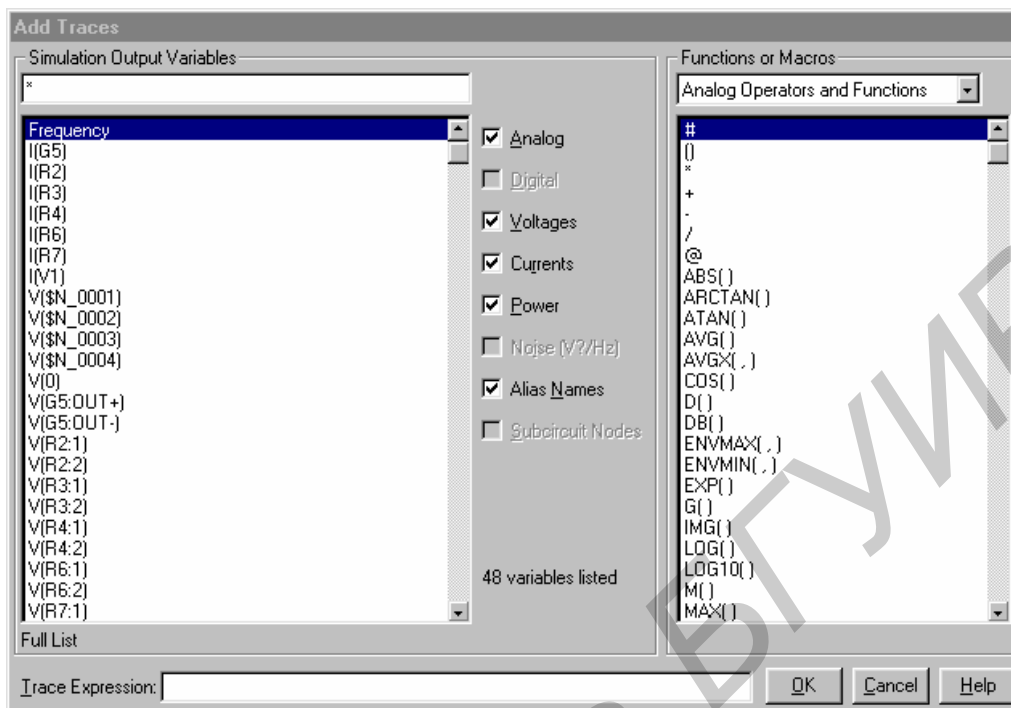 Add Traces
Simulation Output Variables
*
Frequency
I(G5)
I(R2)
I(R3)
I(R4)
I(R6)
I(R7)
I(V1)
V($N_0001)
V($N_0002)
V($N_0003)
V($N_0004)
V(0)
V(G5:OUT+)
V(G5:OUT-)
V(R2:1)
V(R2:2)
V(R3:1)
V(R3:2)
V(R4:1)
V(R4:2)
V(R6:1)
V(R6:2)
V(R7:1)
Full List
Analog
Digital
Voltages
Currents
Power
Noise (V?/Hz)
Alias Names
Subcircuit Nodes
48 variables listed
Functions or Macros
Analog Operators and Functions
#
()
*
+
-
/
@
ABS()
ARCTAN()
ATAN()
AVG()
AVGX(,)
COS()
D()
DB()
ENVMAX(,)
ENVMIN(,)
EXP()
G()
IMG()
LOG()
LOG10()
M()
MAX()
Trace Expression:
OK
Cancel
Help
БГУИР